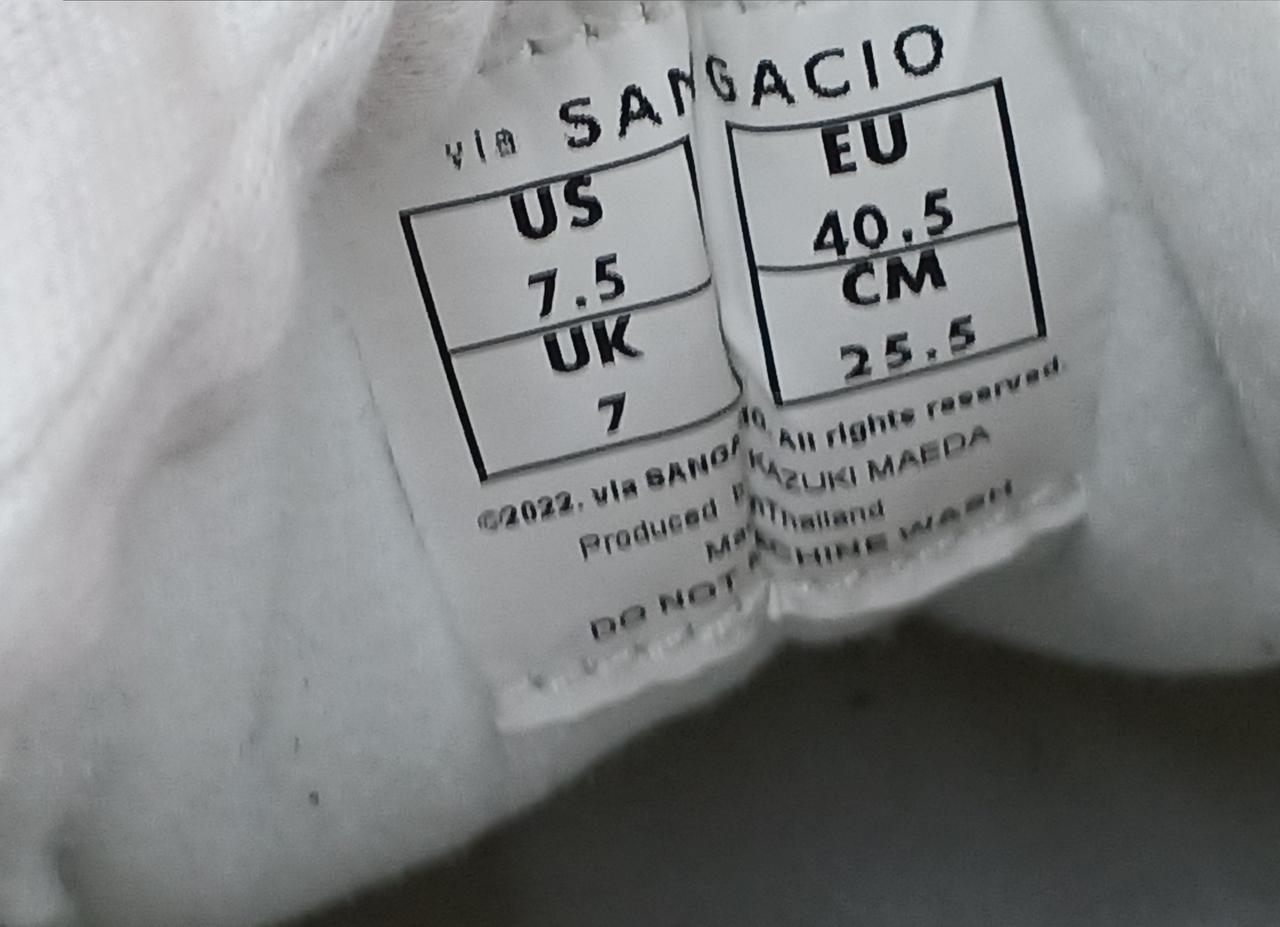 via SANGACIO
US EU
7.5 40.5
UK CM
7 25.5
©2022. via All rights reserved.
Produced KAZUKI MAEDA
Thailand
DO NOT MACHINE WASH